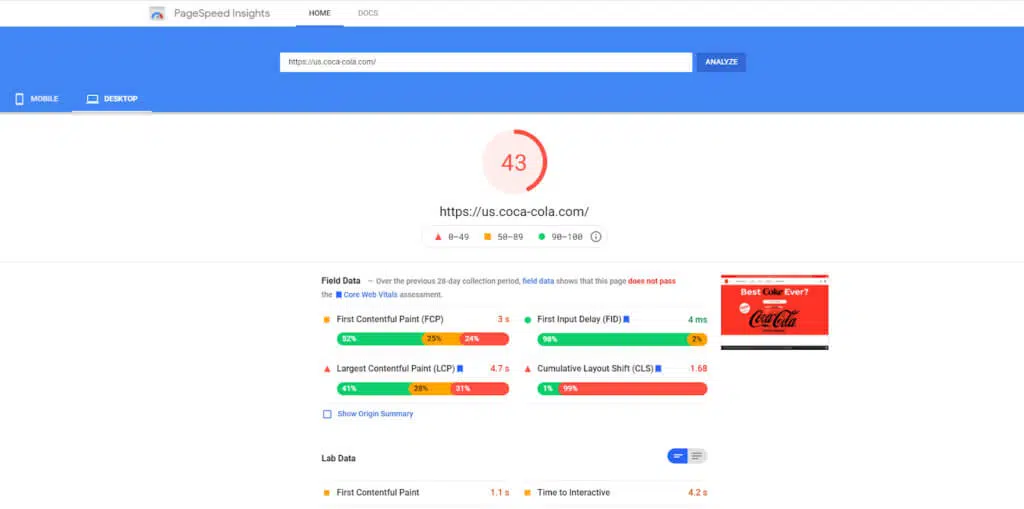 PageSpeed Insights HOME DOCS
https://us.coca-cola.com/ ANALYZE
MOBILE DESKTOP
43
https://us.coca-cola.com/
0–49 50–89 90–100
Field Data — Over the previous 28-day collection period, field data shows that this page does not pass
the Core Web Vitals assessment.
First Contentful Paint (FCP) 3 s
52% 25% 24%
First Input Delay (FID) 4 ms
98% 2%
Largest Contentful Paint (LCP) 4.7 s
41% 28% 31%
Cumulative Layout Shift (CLS) 1.68
1% 99%
Show Origin Summary
Best Coke Ever?
Coca-Cola
Lab Data
First Contentful Paint 1.1 s
Time to Interactive 4.2 s